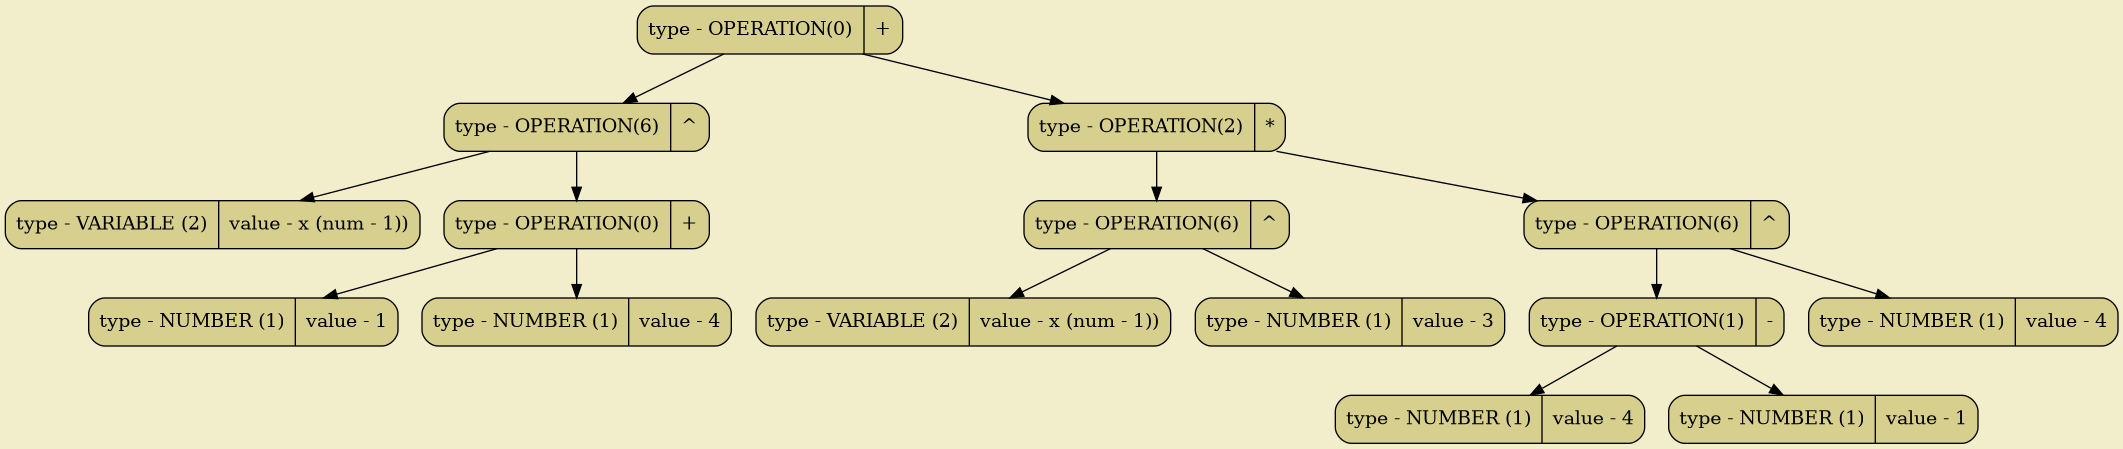 type - OPERATION(0) +
type - OPERATION(6) ^
type - OPERATION(2) *
type - VARIABLE (2) value - x (num - 1))
type - OPERATION(0) +
type - OPERATION(6) ^
type - OPERATION(6) ^
type - NUMBER (1) value - 1
type - NUMBER (1) value - 4
type - VARIABLE (2) value - x (num - 1))
type - NUMBER (1) value - 3
type - OPERATION(1) -
type - NUMBER (1) value - 4
type - NUMBER (1) value - 4
type - NUMBER (1) value - 1